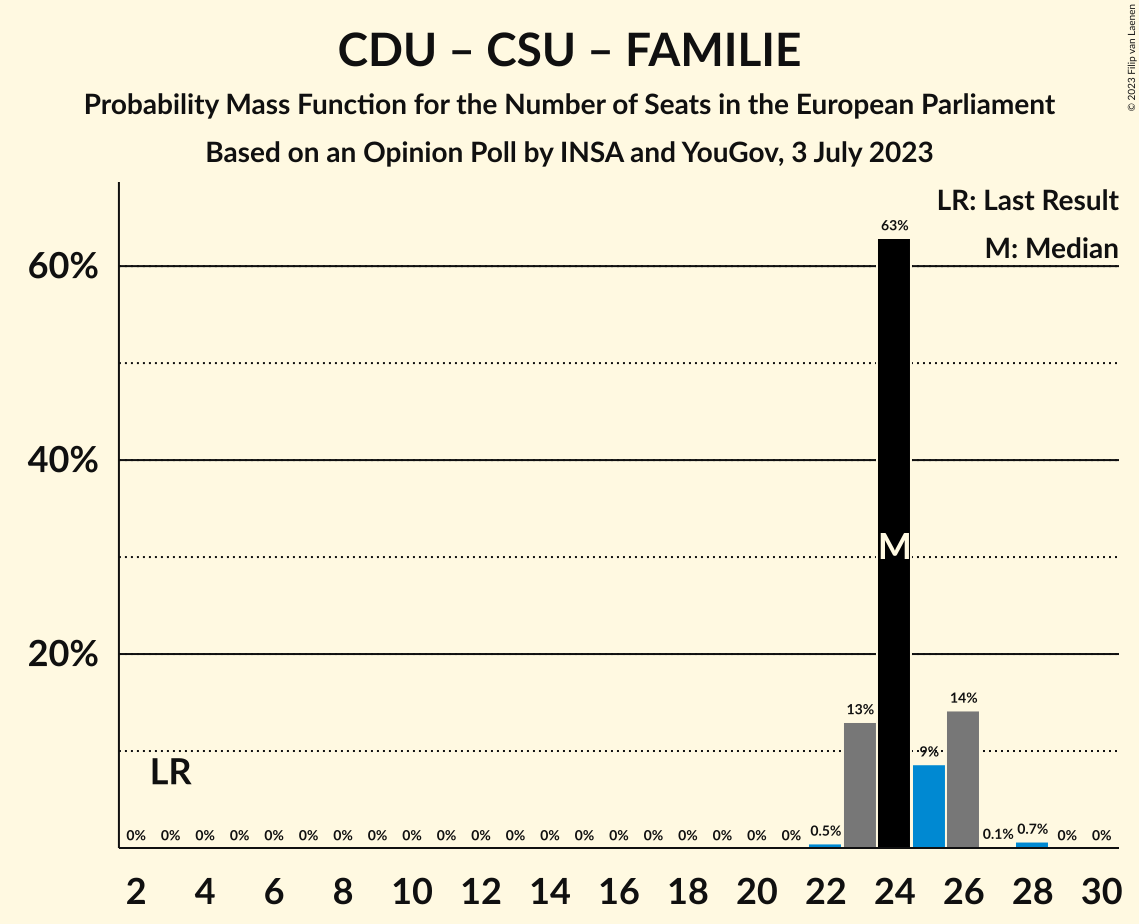 CDU – CSU – FAMILIE
Probability Mass Function for the Number of Seats in the European Parliament
Based on an Opinion Poll by INSA and YouGov, 3 July 2023
© 2023 Filip van Laenen
LR: Last Result
M: Median
63%
60%
40%
M
20%
14%
13%
9%
LR
0% 0% 0% 0% 0% 0% 0% 0% 0% 0% 0% 0% 0% 0% 0% 0% 0% 0% 0% 0% 0.5% 0.1% 0.7% 0% 0%
2 4 6 8 10 12 14 16 18 20 22 24 26 28 30